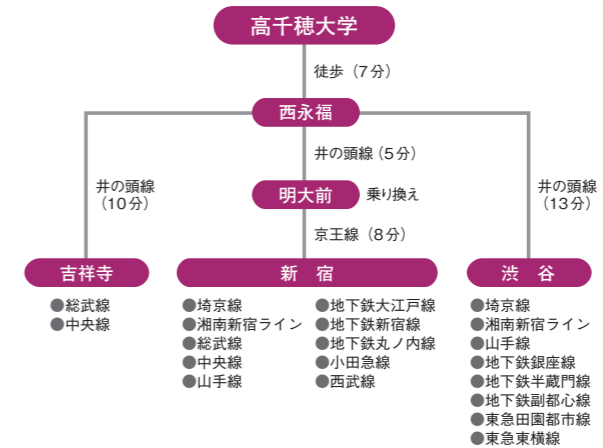 高千穂大学
徒歩（7分）
西永福
井の頭線（5分）
明大前
乗り換え
京王線（8分）
井の頭線
（10分）
井の頭線
（13分）
吉祥寺
●総武線
●中央線
新　宿
●埼京線
●湘南新宿ライン
●総武線
●中央線
●山手線
●地下鉄大江戸線
●地下鉄新宿線
●地下鉄丸ノ内線
●小田急線
●西武線
渋　谷
●埼京線
●湘南新宿ライン
●山手線
●地下鉄銀座線
●地下鉄半蔵門線
●地下鉄副都心線
●東急田園都市線
●東急東横線